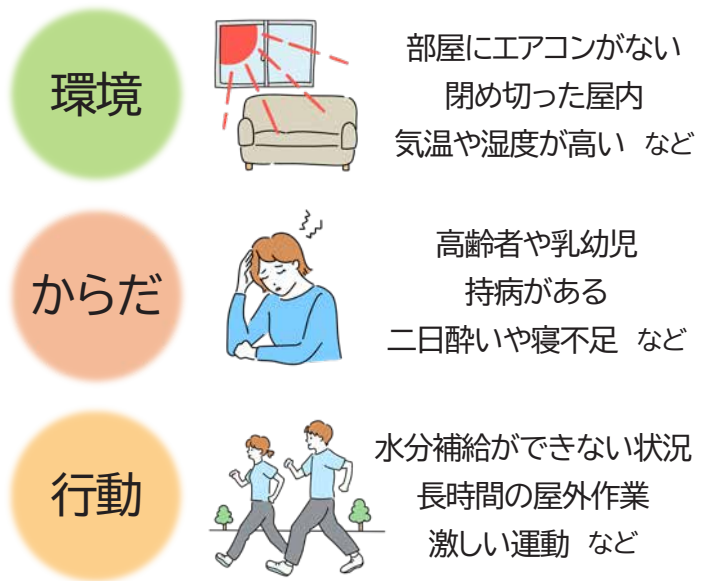 環境
部屋にエアコンがない
閉め切った屋内
気温や湿度が高い など
からだ
高齢者や乳幼児
持病がある
二日酔いや寝不足 など
行動
水分補給ができない状況
長時間の屋外作業
激しい運動 など